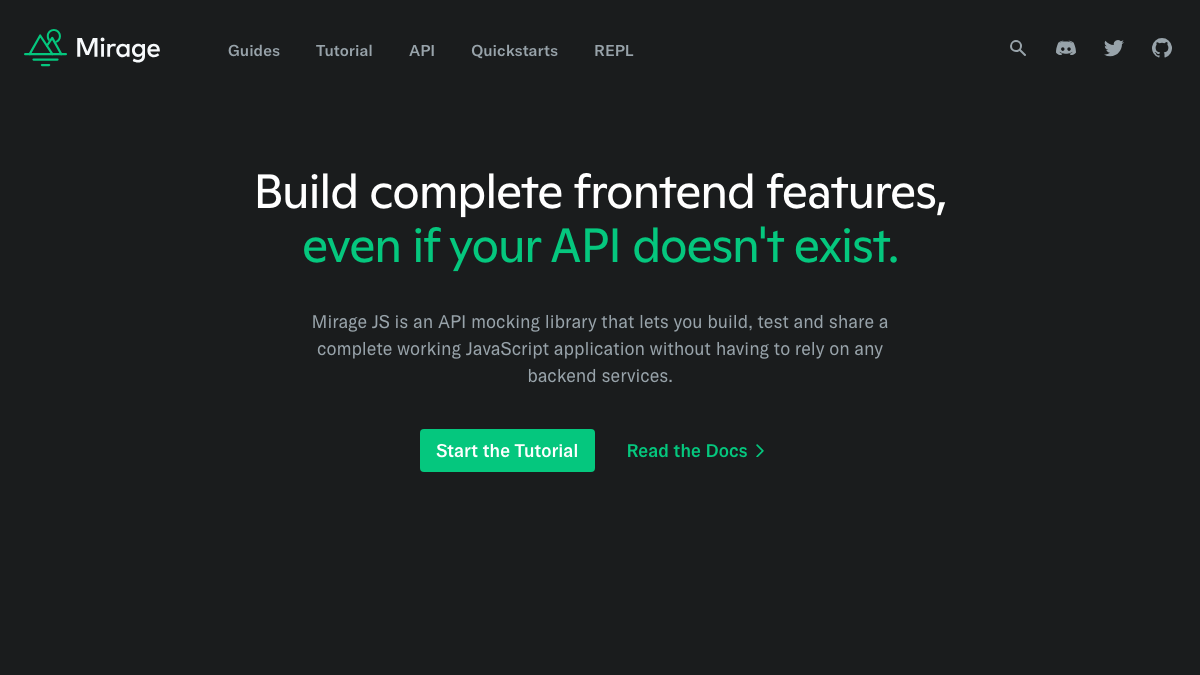 Mirage
Guides Tutorial API Quickstarts REPL
Build complete frontend features,
even if your API doesn't exist.
Mirage JS is an API mocking library that lets you build, test and share a
complete working JavaScript application without having to rely on any
backend services.
Start the Tutorial
Read the Docs